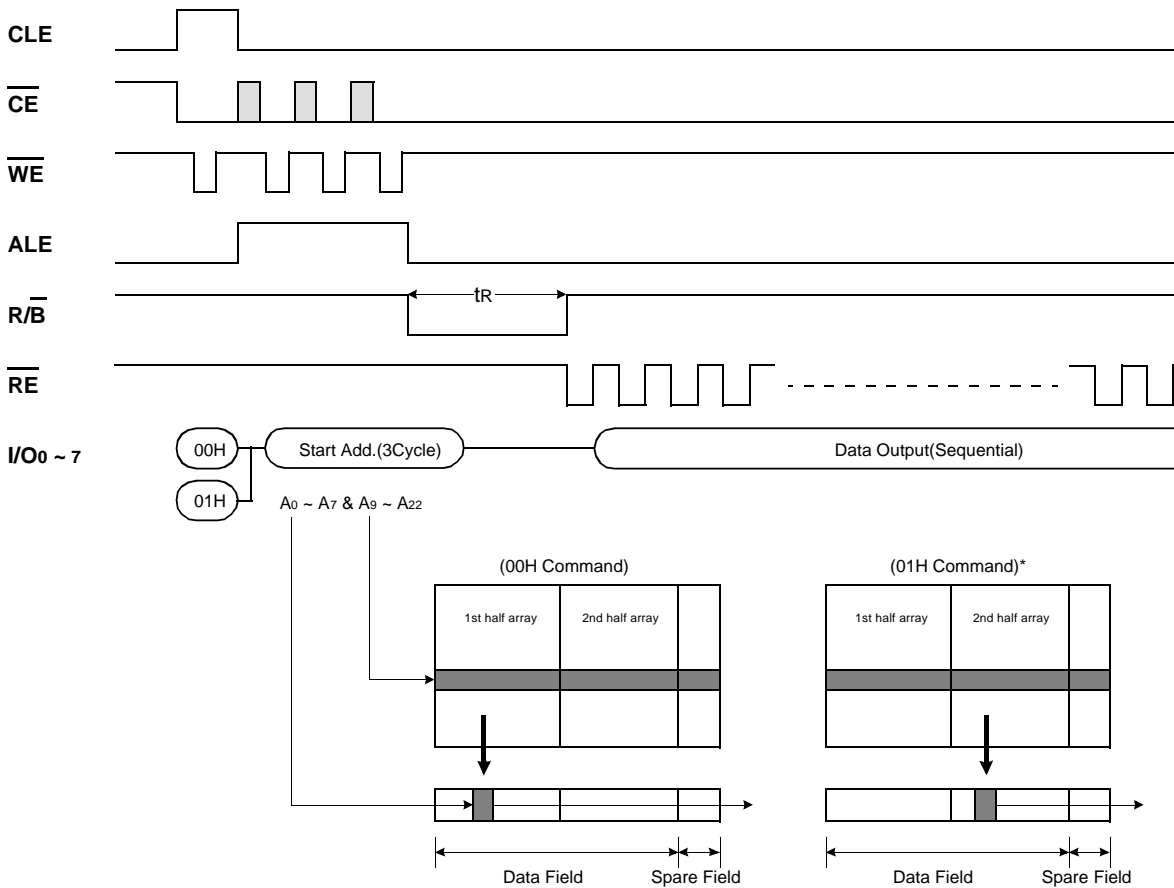 CLE
CE
WE
ALE
R/B
tR
RE
I/O0 ~ 7
00H
Start Add.(3Cycle)
Data Output(Sequential)
01H
A0 ~ A7 & A9 ~ A22
(00H Command)
(01H Command)*
1st half array
2nd half array
1st half array
2nd half array
Data Field
Spare Field
Data Field
Spare Field